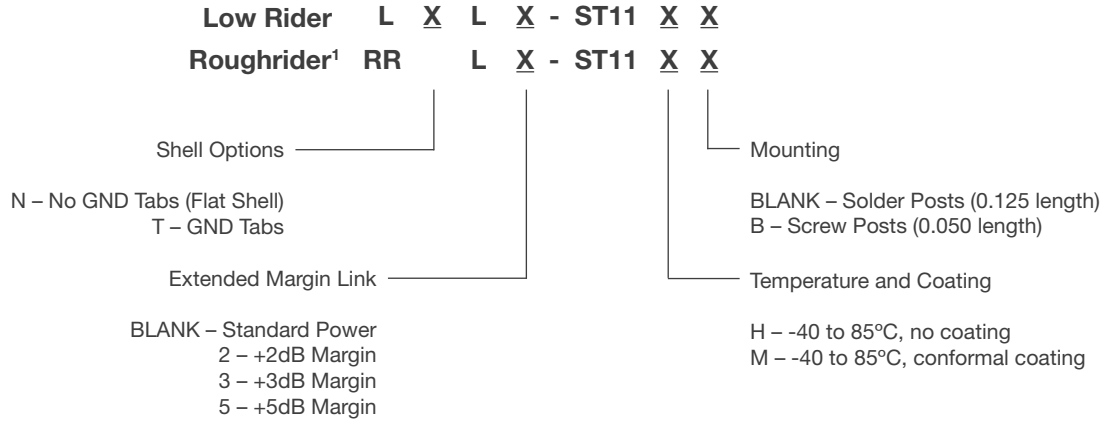 Low Rider L X L X - ST11 X X
Roughrider¹ RR L X - ST11 X X
Shell Options
N – No GND Tabs (Flat Shell)
T – GND Tabs
Extended Margin Link
BLANK – Standard Power
2 – +2dB Margin
3 – +3dB Margin
5 – +5dB Margin
Mounting
BLANK – Solder Posts (0.125 length)
B – Screw Posts (0.050 length)
Temperature and Coating
H – -40 to 85ºC, no coating
M – -40 to 85ºC, conformal coating